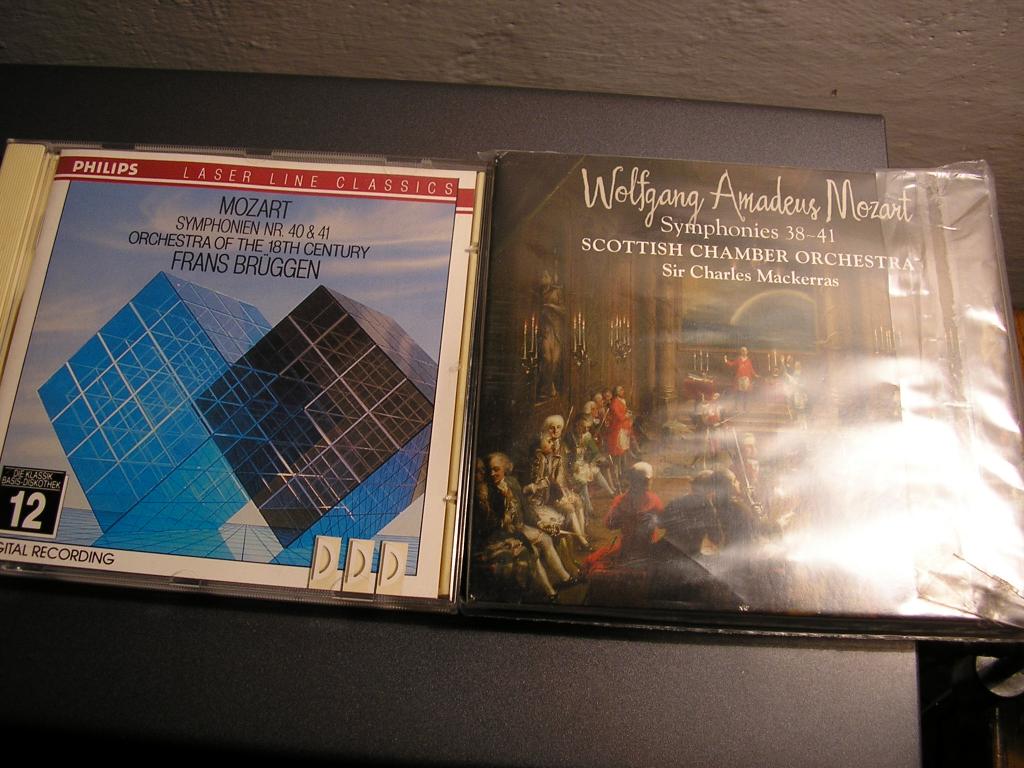 PHILIPS LASER LINE CLASSICS
MOZART
SYMPHONIEN NR. 40 & 41
ORCHESTRA OF THE 18TH CENTURY
FRANS BRÜGGEN
DIE KLASSIK
BASIS-DISKOTHEK
12
GITAL RECORDING
D D D
Wolfgang Amadeus Mozart
Symphonies 38-41
SCOTTISH CHAMBER ORCHESTRA
Sir Charles Mackerras